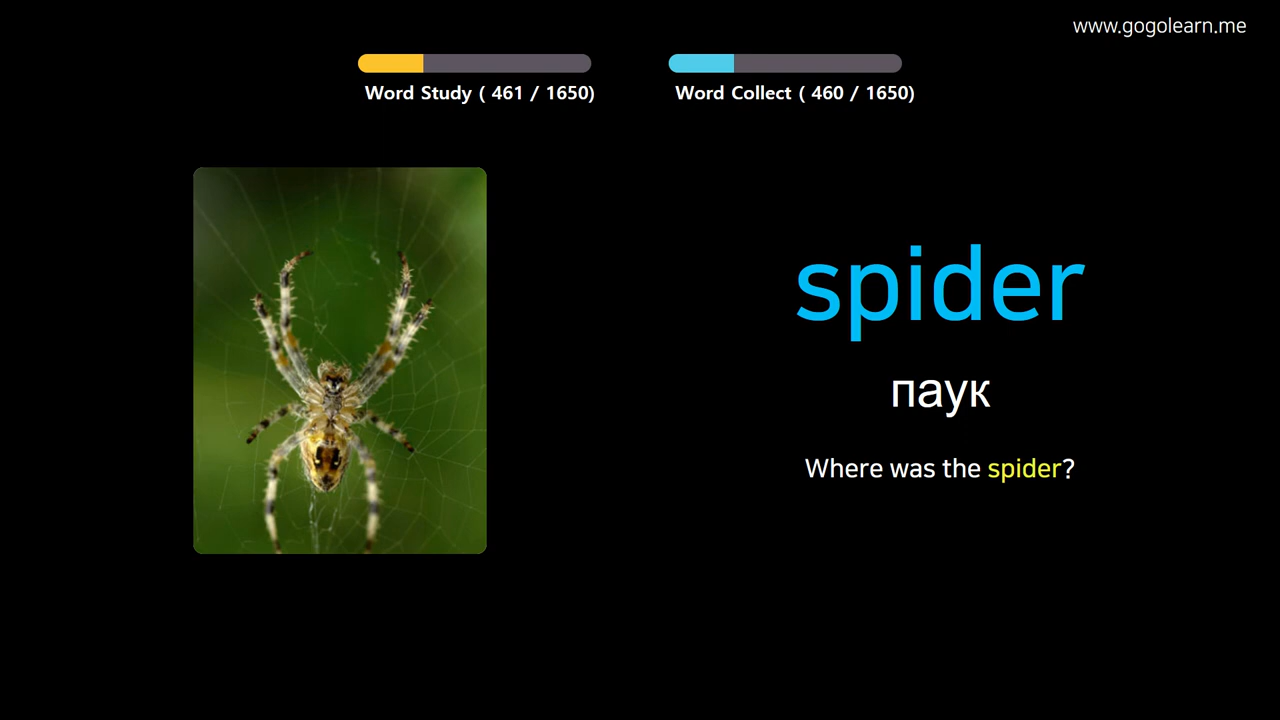 www.gogolearn.me
Word Study ( 461 / 1650)
Word Collect ( 460 / 1650)
spider
паук
Where was the spider?